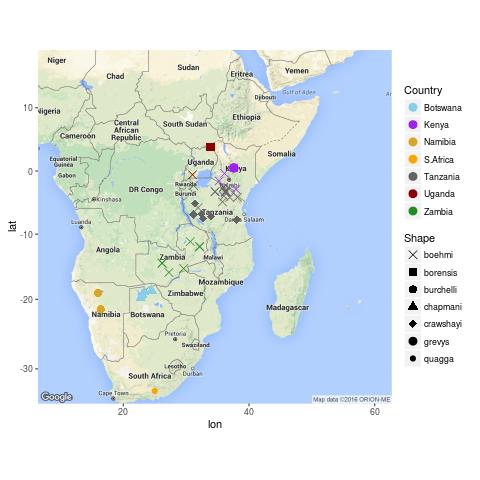 Niger
Chad
Sudan
Eritrea
Yemen
Gulf of Aden
Djibouti
Nigeria
Cameroon
Central
African
Republic
South Sudan
Ethiopia
Somalia
Equatorial
Guinea
Gabon
Uganda
Kenya
DR Congo
Rwanda
Burundi
Kinshasa
Tanzania
Dar es Salaam
Luanda
Angola
Zambia
Malawi
Mozambique
Zimbabwe
Namibia
Botswana
Madagascar
Pretoria
Swaziland
Lesotho
Durban
South Africa
Cape Town
Google
Map data ©2016 ORION-ME
lat
10
0
-10
-20
-30
20
40
60
lon
Country
Botswana
Kenya
Namibia
S.Africa
Tanzania
Uganda
Zambia
Shape
boehmi
borensis
burchelli
chapmani
crawshayi
grevys
quagga